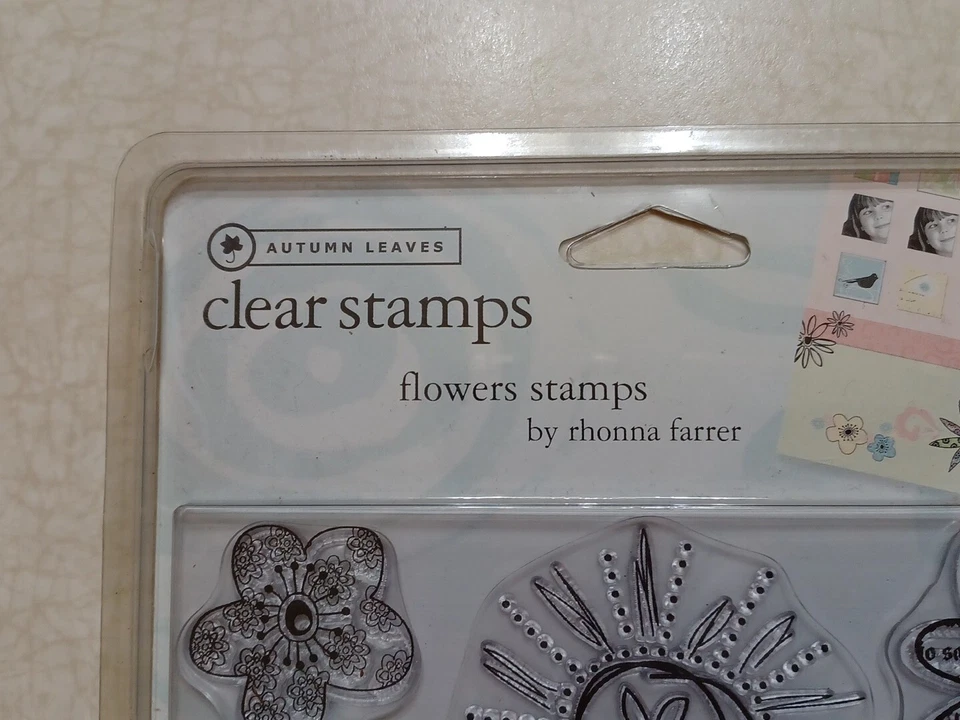 AUTUMN LEAVES
clear stamps
flowers stamps
by rhonna farrer